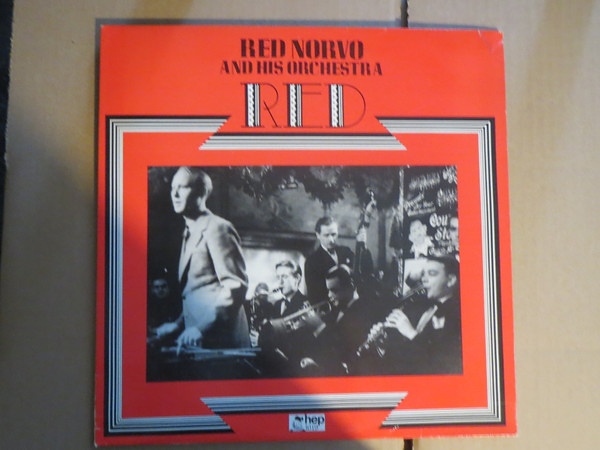 RED NORVO
AND HIS ORCHESTRA
RED
hep